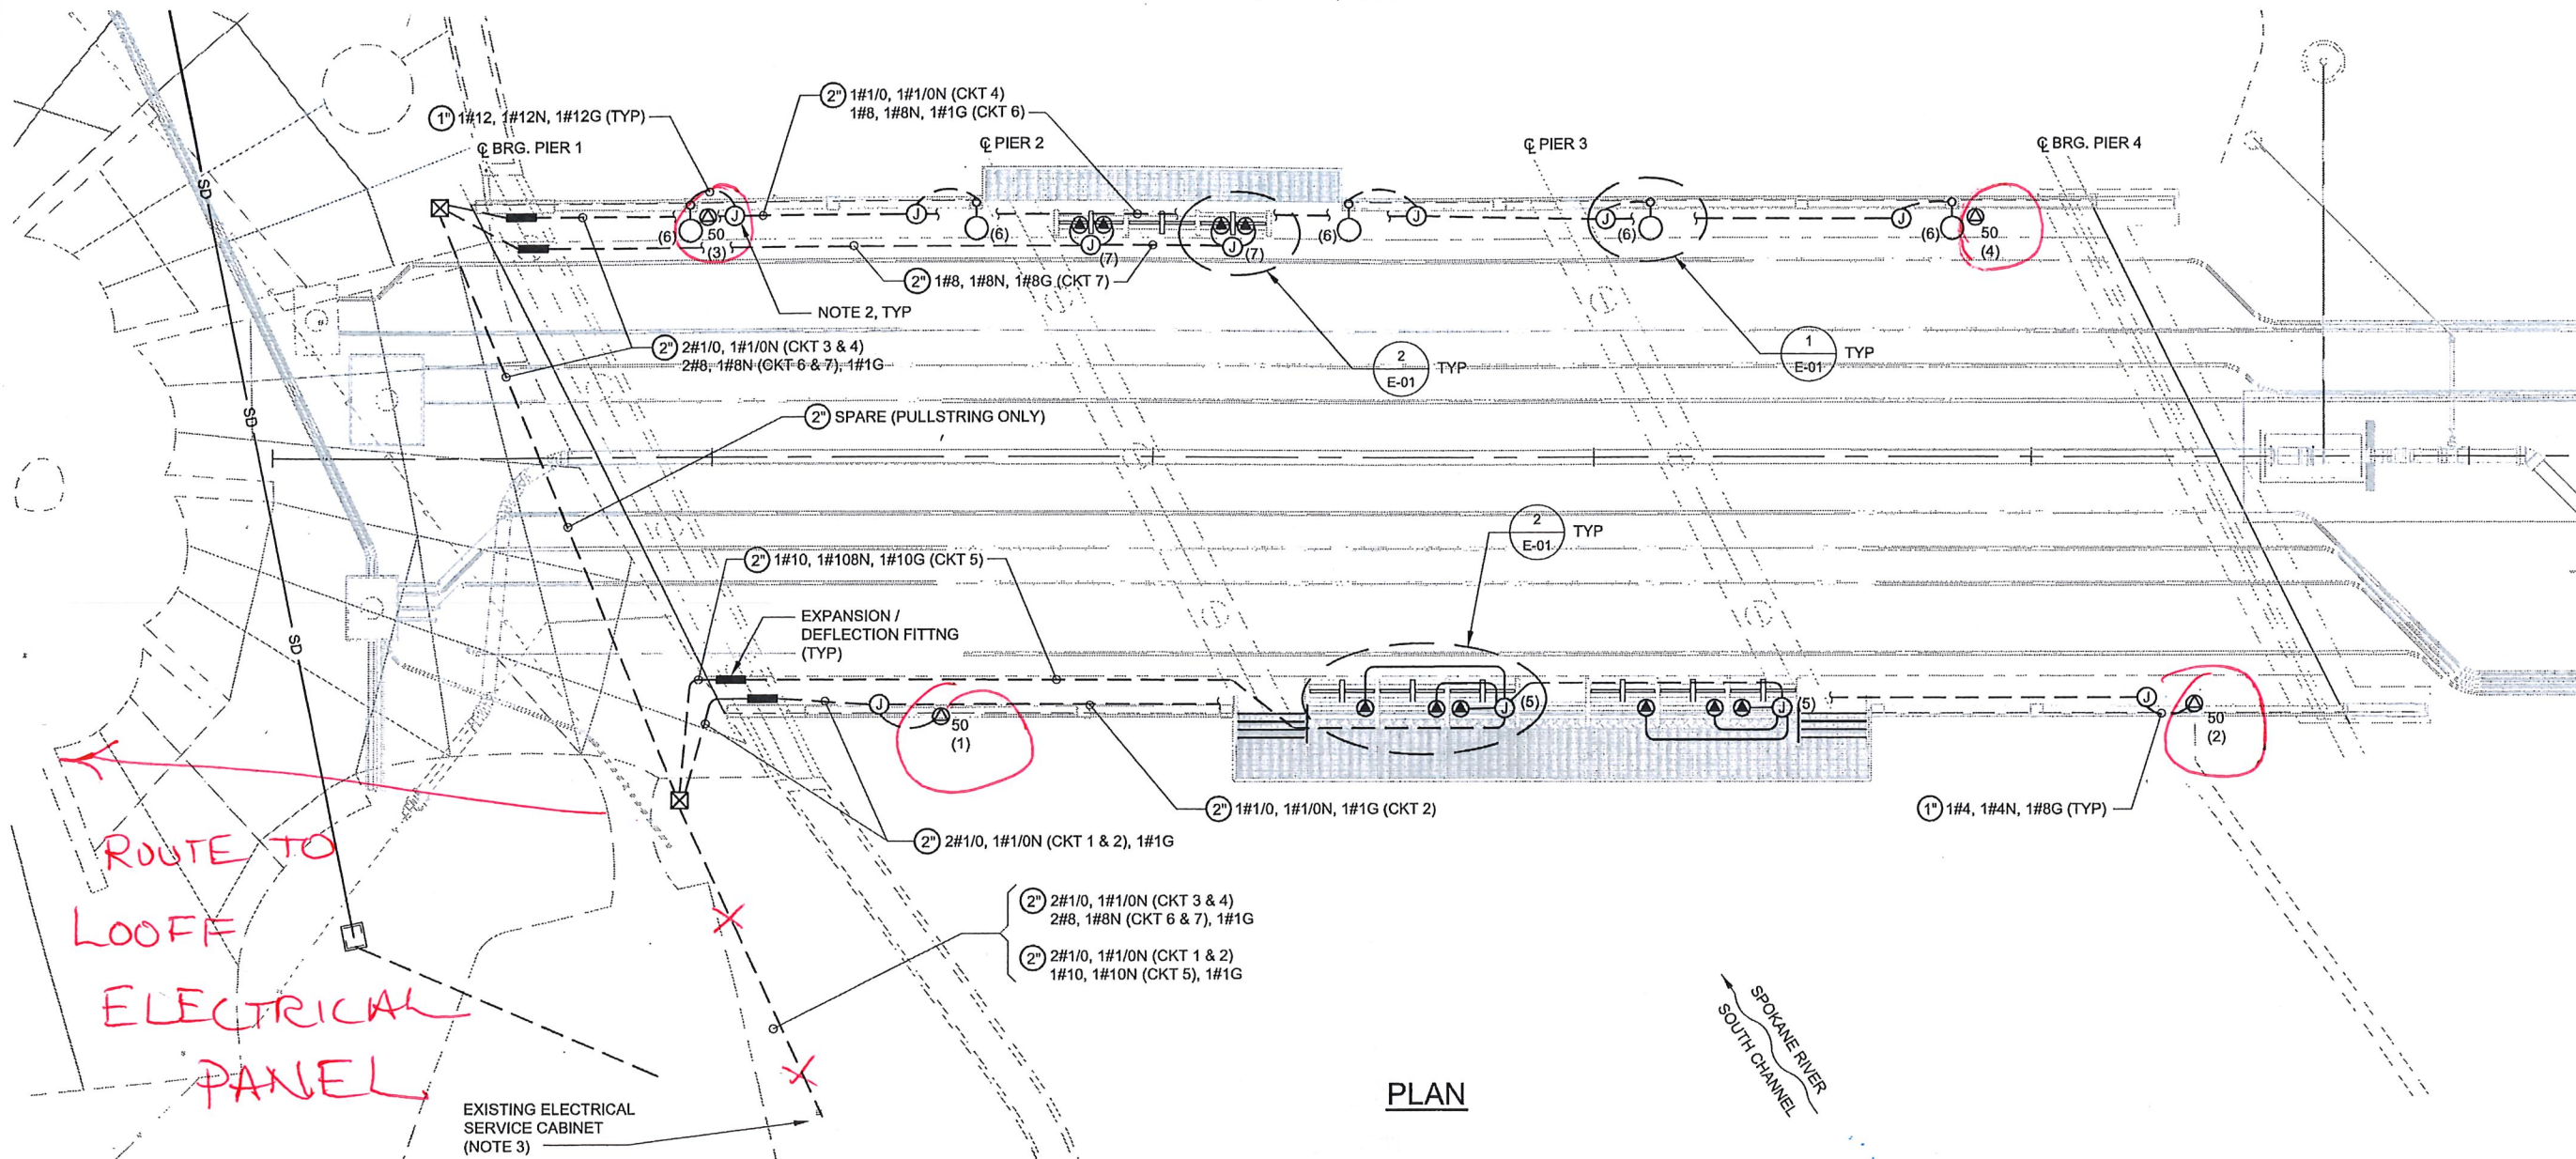 2" 1#1/0, 1#1/0N (CKT 4)
1#8, 1#8N, 1#1G (CKT 6)
1" 1#12, 1#12N, 1#12G (TYP)
℄ BRG. PIER 1
℄ PIER 2
℄ PIER 3
℄ BRG. PIER 4
SD
J
J
J
J
J
(6)
50
(3)
(6)
(6)
(6)
(6)
50
(4)
J
(7)
J
(7)
2" 1#8, 1#8N, 1#8G (CKT 7)
NOTE 2, TYP
2" 2#1/0, 1#1/0N (CKT 3 & 4)
2#8, 1#8N (CKT 6 & 7), 1#1G
2
E-01
TYP
1
E-01
TYP
SD
2" SPARE (PULLSTRING ONLY)
2
E-01
TYP
2" 1#10, 1#108N, 1#10G (CKT 5)
EXPANSION /
DEFLECTION FITTNG
(TYP)
SD
J
50
(1)
J
(5)
J
(5)
J
50
(2)
2" 1#1/0, 1#1/0N, 1#1G (CKT 2)
1" 1#4, 1#4N, 1#8G (TYP)
2" 2#1/0, 1#1/0N (CKT 1 & 2), 1#1G
ROUTE TO
LOOFF
ELECTRICAL
PANEL
2" 2#1/0, 1#1/0N (CKT 3 & 4)
2#8, 1#8N (CKT 6 & 7), 1#1G
2" 2#1/0, 1#1/0N (CKT 1 & 2)
1#10, 1#10N (CKT 5), 1#1G
SPOKANE RIVER
SOUTH CHANNEL
PLAN
EXISTING ELECTRICAL
SERVICE CABINET
(NOTE 3)